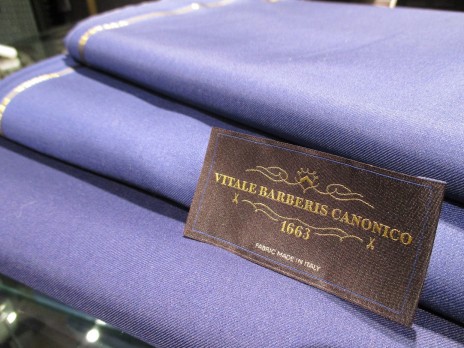 VITALE BARBERIS CANONICO
1663
FABRIC MADE IN ITALY